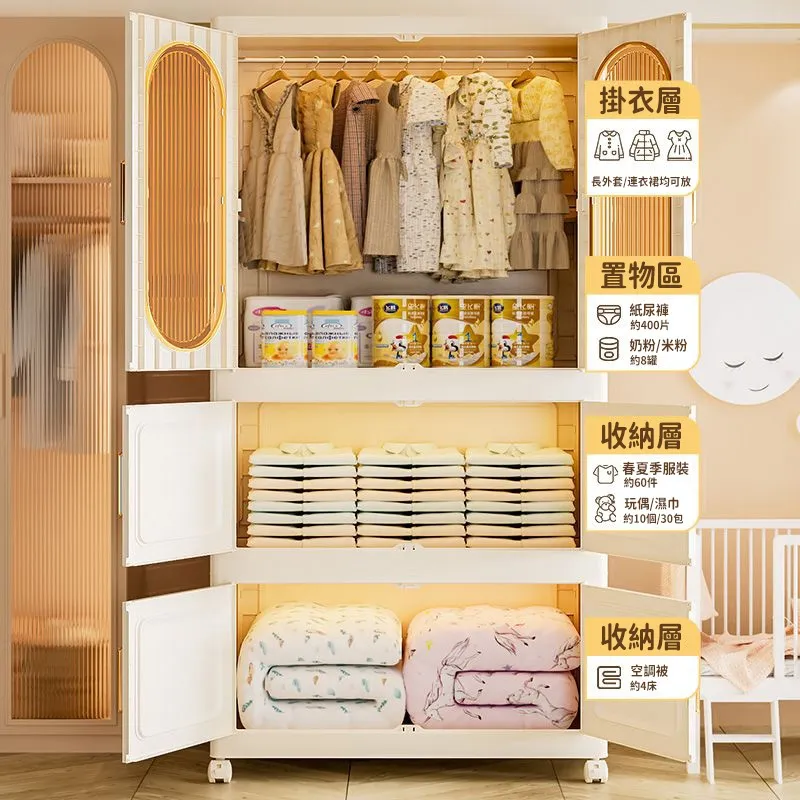 掛衣層
長外套/連衣裙均可放
置物區
紙尿褲
約400片
奶粉/米粉
約8罐
收納層
春夏季服裝
約60件
玩偶/濕巾
約10個/30包
收納層
空調被
約4床